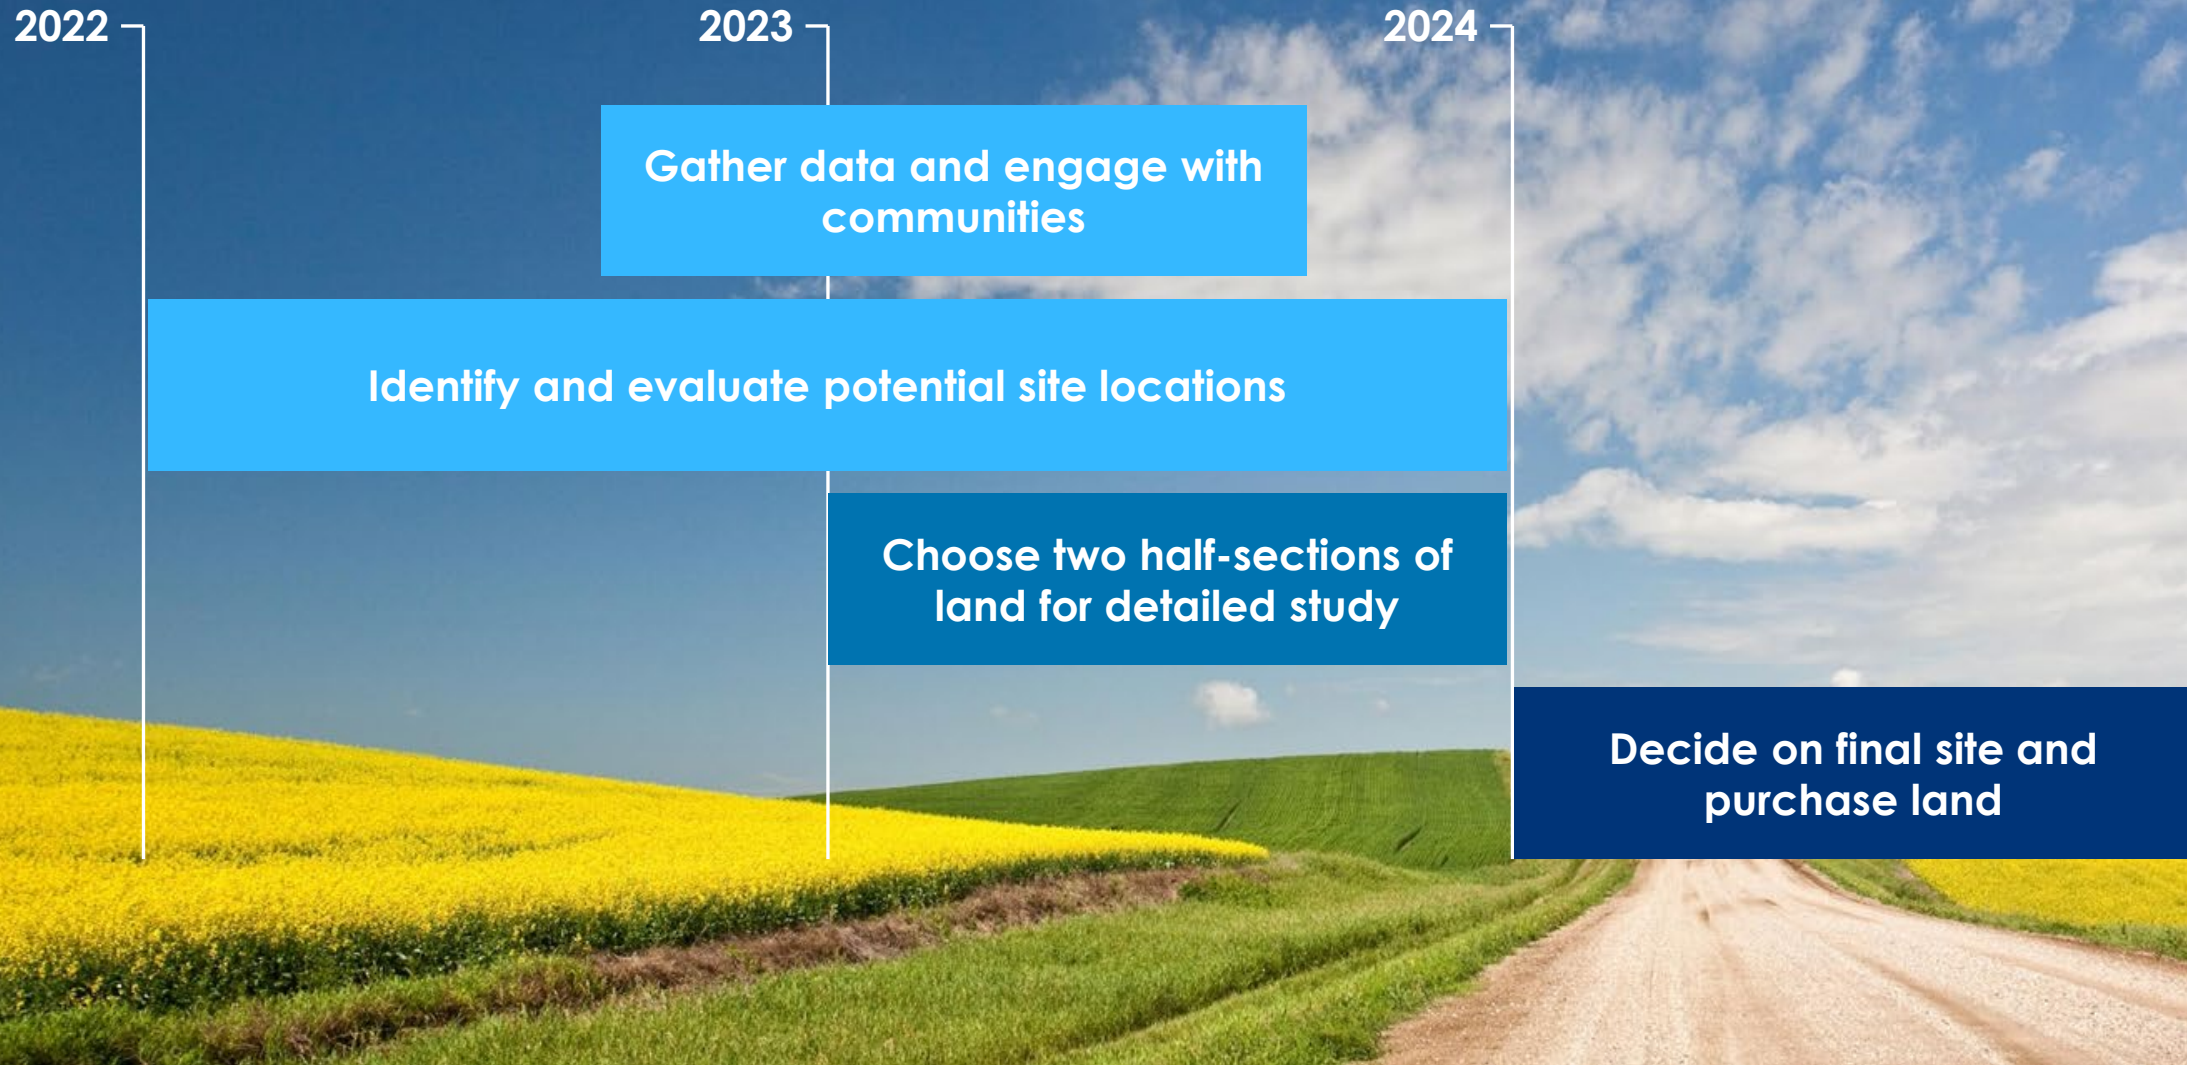 2022
2023
2024
Gather data and engage with
communities
Identify and evaluate potential site locations
Choose two half-sections of
land for detailed study
Decide on final site and
purchase land